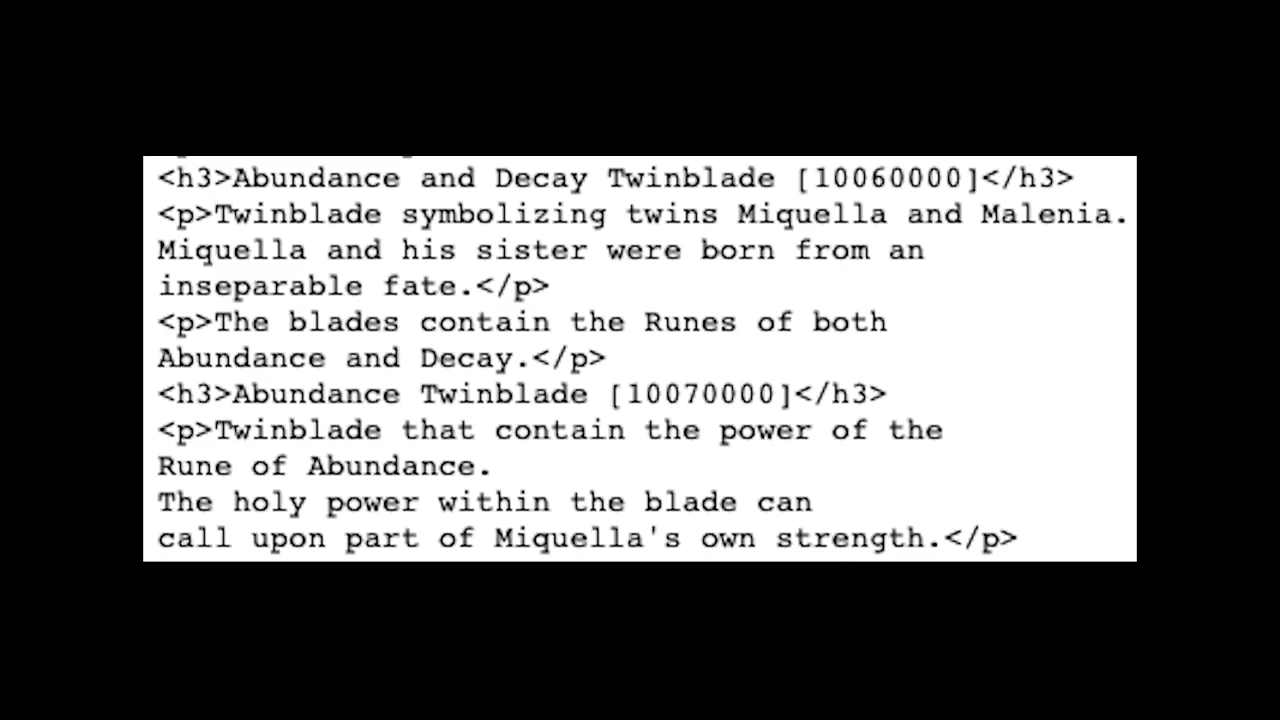 <h3>Abundance and Decay Twinblade [10060000]</h3>
<p>Twinblade symbolizing twins Miquella and Malenia.
Miquella and his sister were born from an
inseparable fate.</p>
<p>The blades contain the Runes of both
Abundance and Decay.</p>
<h3>Abundance Twinblade [10070000]</h3>
<p>Twinblade that contain the power of the
Rune of Abundance.
The holy power within the blade can
call upon part of Miquella's own strength.</p>